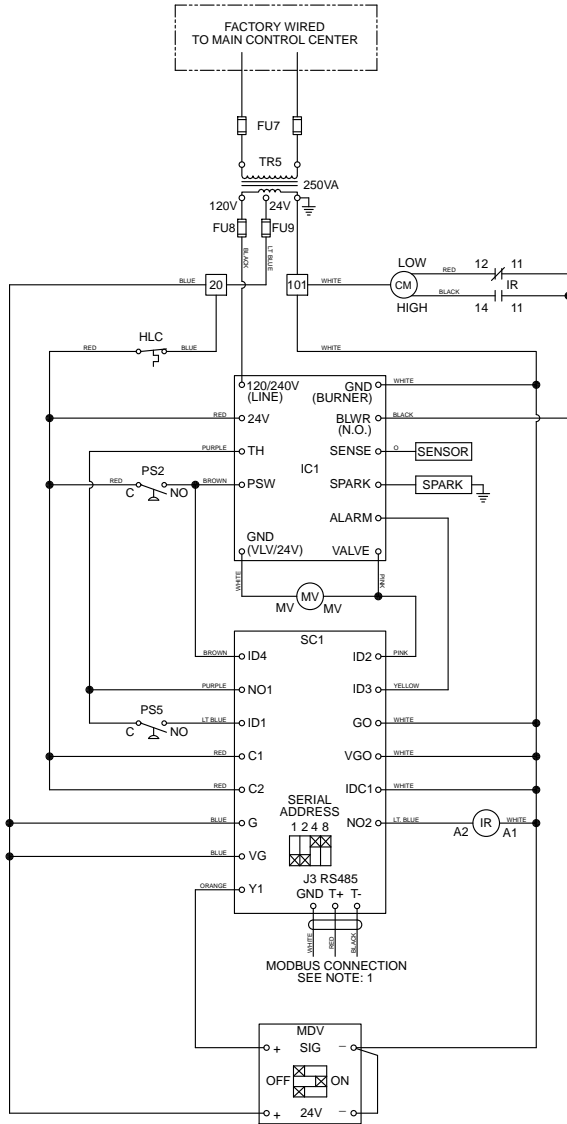 FACTORY WIRED
TO MAIN CONTROL CENTER
FU7
TR5
250VA
120V 24V
FU8 FU9
BLACK LT BLUE
BLUE 20 101 WHITE CM LOW RED 12 11
IR
HIGH BLACK 14 11
HLC
RED BLUE WHITE
120/240V
(LINE)
GND WHITE
(BURNER)
RED 24V
BLWR BLACK
(N.O.)
PURPLE TH
SENSE O SENSOR
IC1
PS2
RED C NO BROWN PSW
SPARK SPARK
ALARM
GND
(VLV/24V)
VALVE
WHITE PINK
MV MV MV
SC1
BROWN ID4 ID2 PINK
PURPLE NO1 ID3 YELLOW
PS5
C NO LT BLUE ID1 GO WHITE
RED C1 VGO WHITE
RED C2 IDC1 WHITE
SERIAL
ADDRESS
1 2 4 8
BLUE G NO2 LT. BLUE A2 IR A1 WHITE
BLUE VG
J3 RS485
ORANGE Y1
GND T+ T-
WHITE RED BLACK
MODBUS CONNECTION
SEE NOTE: 1
MDV
+ SIG –
OFF ON
+ 24V –